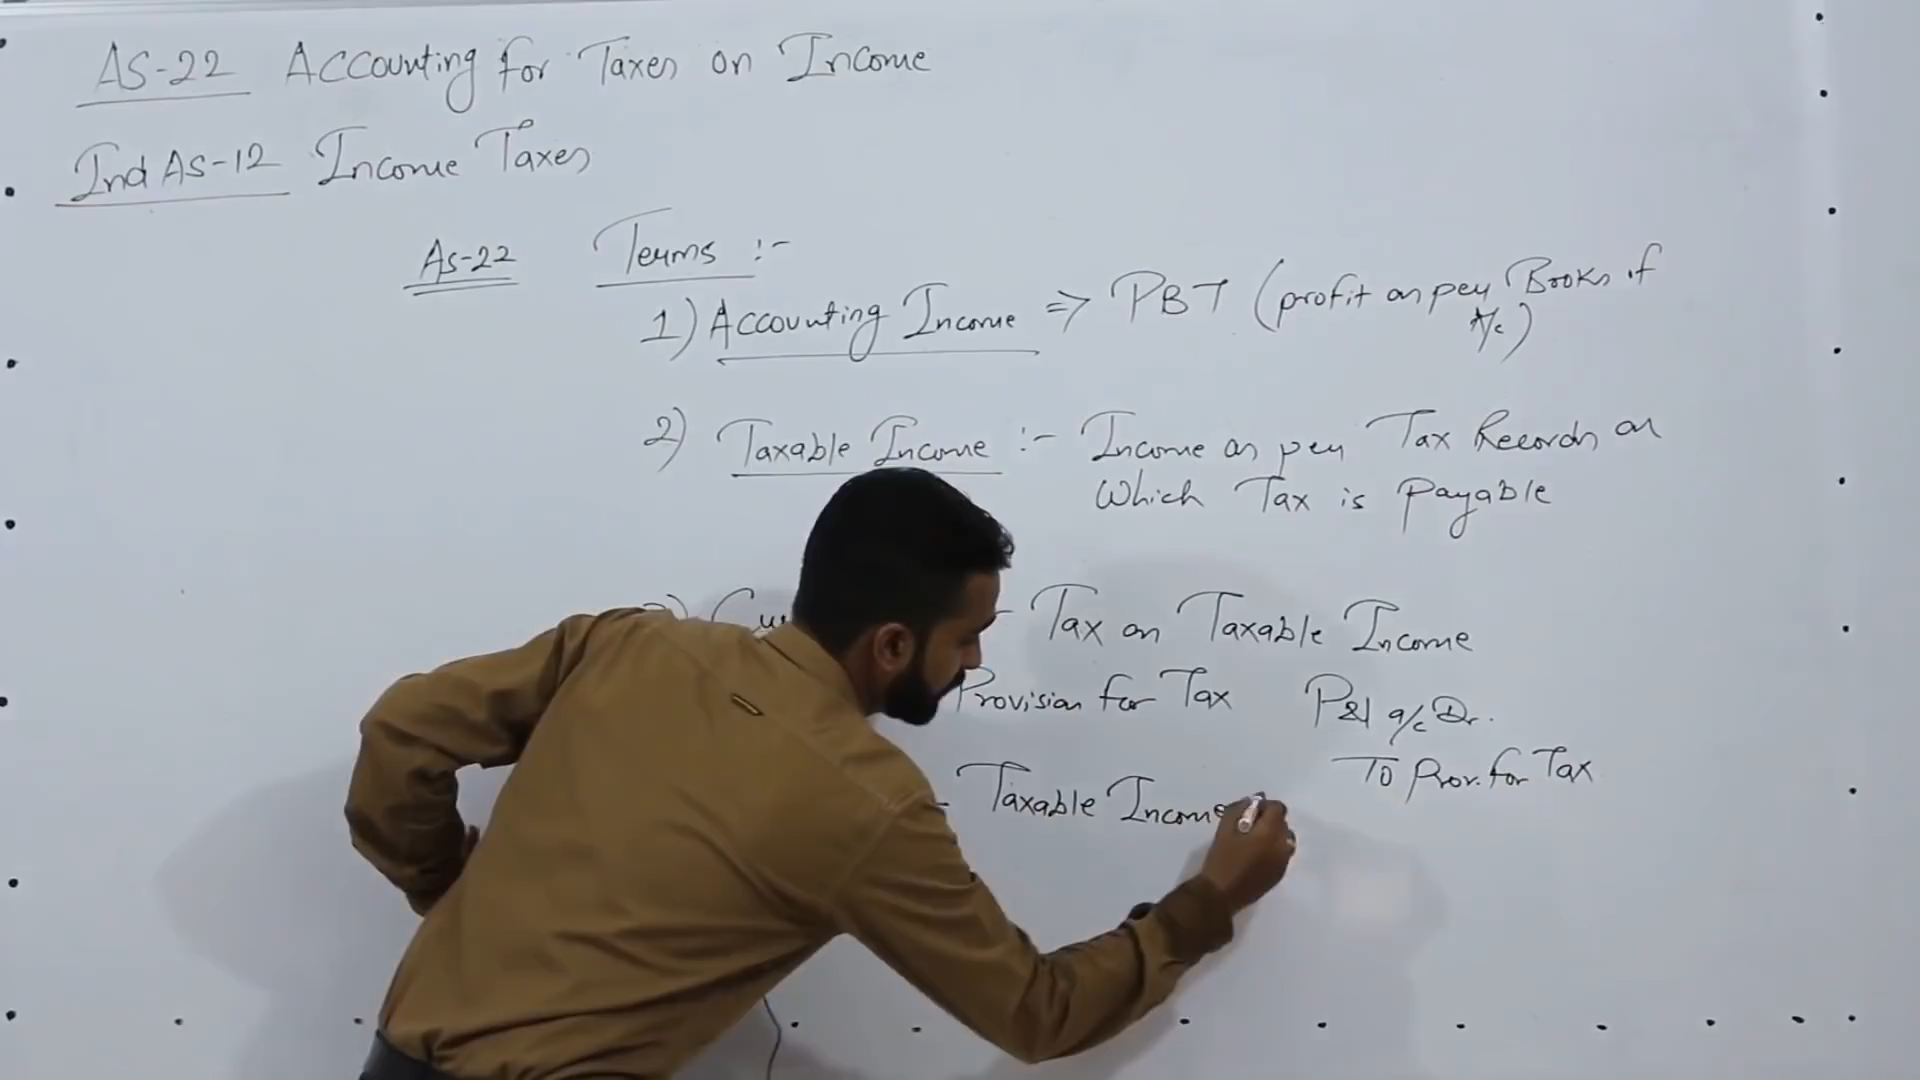 AS-22 Accounting for Taxes on Income
Ind AS-12 Income Taxes
AS-22 Terms :-
1) Accounting Income => PBT (profit as per Books of
A/c)
2) Taxable Income :- Income as per Tax Records on
Which Tax is Payable
Tax on Taxable Income
Provision for Tax P&l a/c Dr.
To Prov. for Tax
Taxable Income